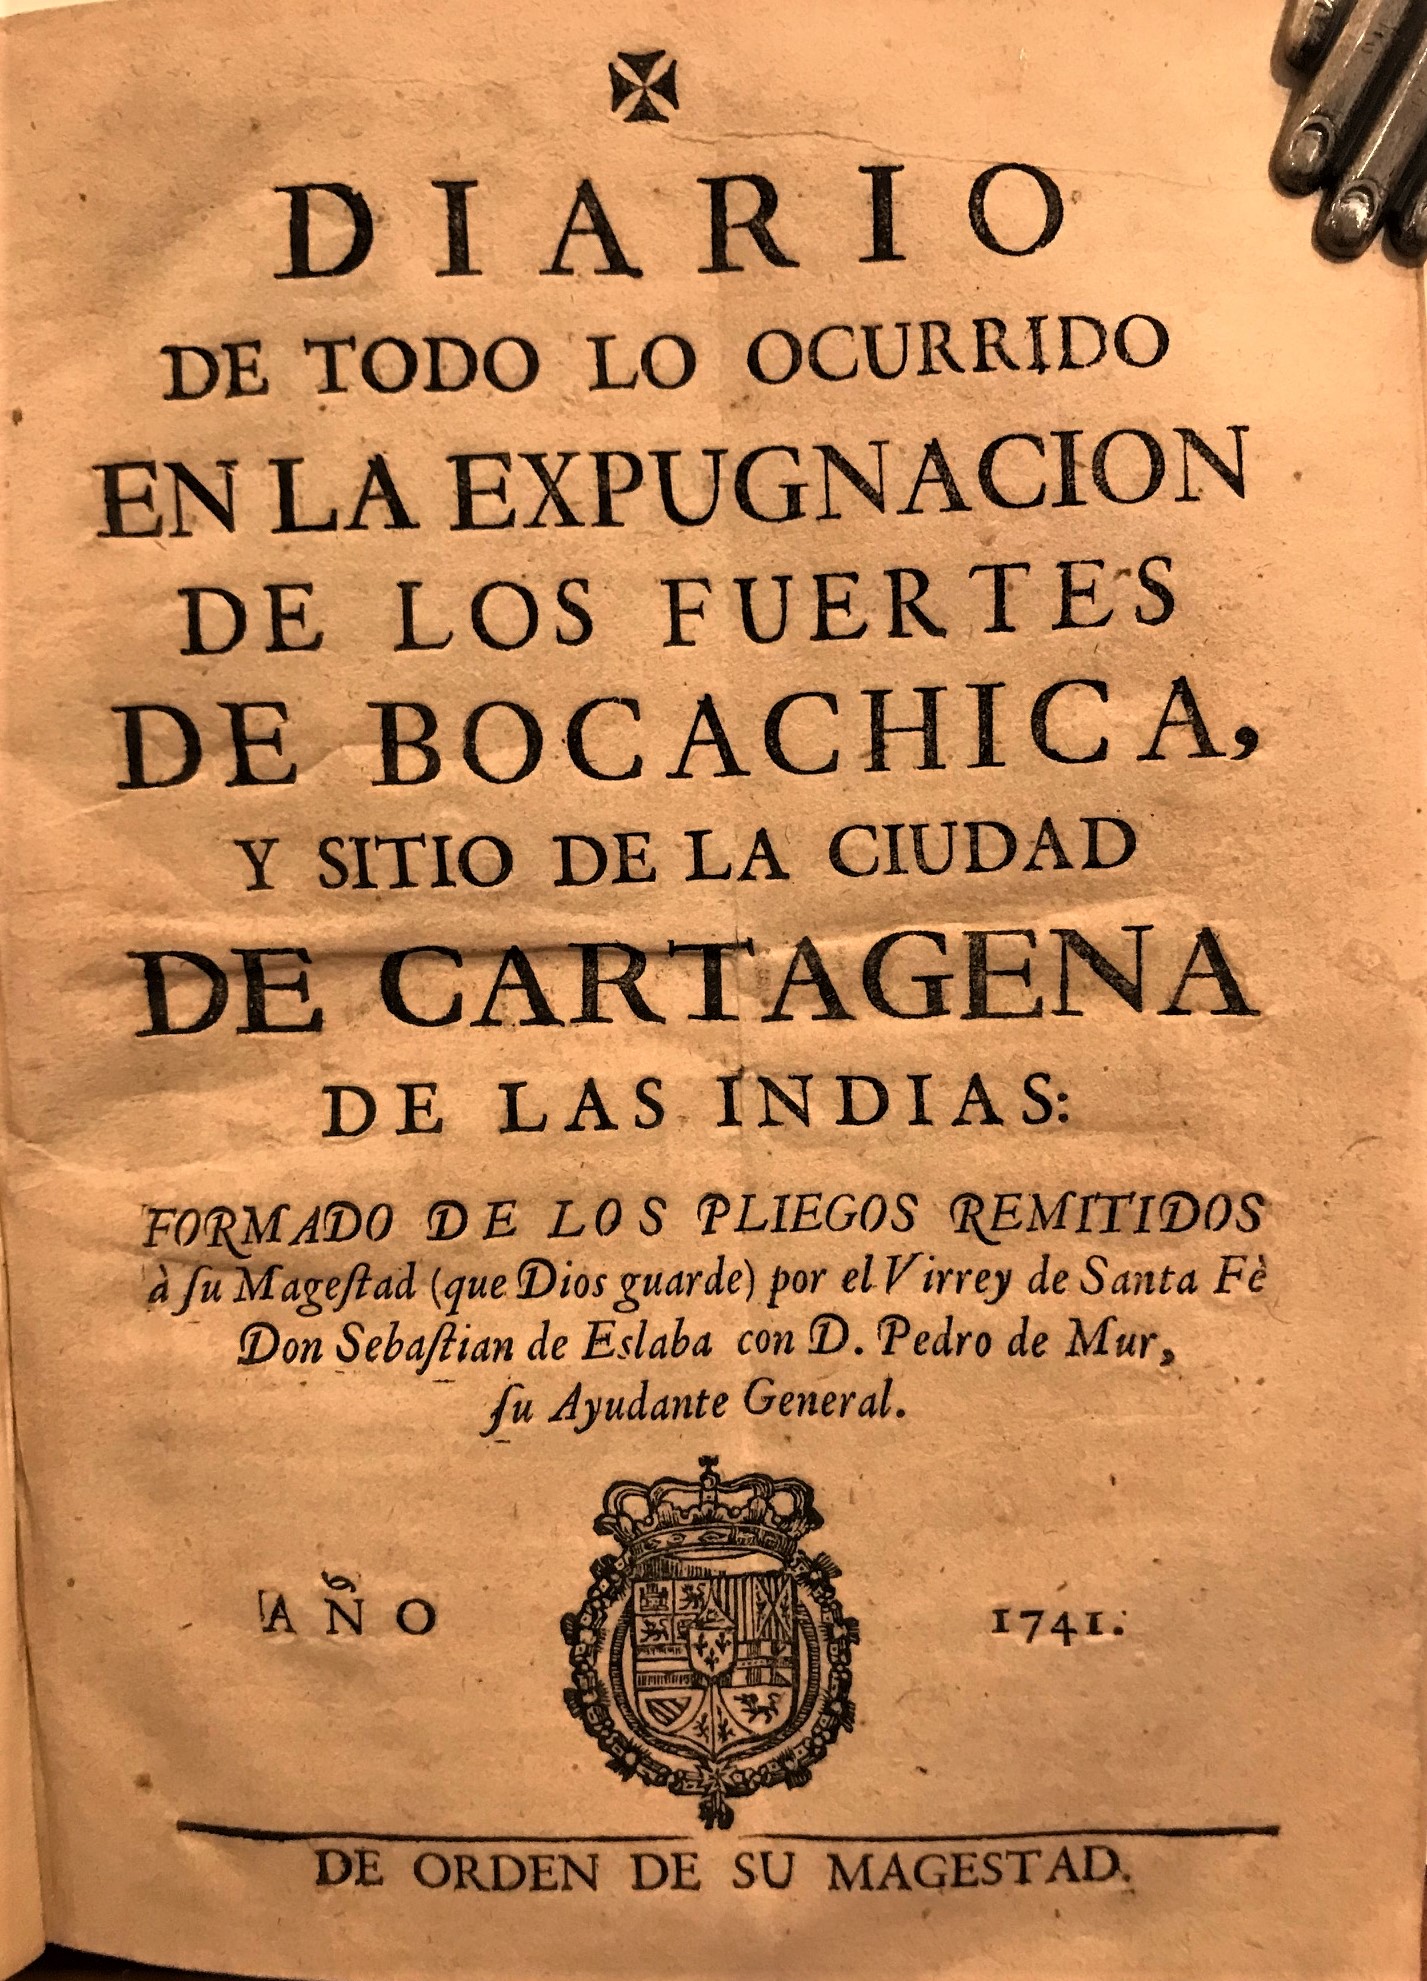 DIARIO
DE TODO LO OCURRIDO
EN LA EXPUGNACION
DE LOS FUERTES
DE BOCACHICA,
Y SITIO DE LA CIUDAD
DE CARTAGENA
DE LAS INDIAS:
FORMADO DE LOS PLIEGOS REMITIDOS
à ſu Mageſtad (que Dios guarde) por el Virrey de Santa Fè
Don Sebaſtian de Eslaba con D. Pedro de Mur,
ſu Ayudante General.
AÑO 1741.
DE ORDEN DE SU MAGESTAD.